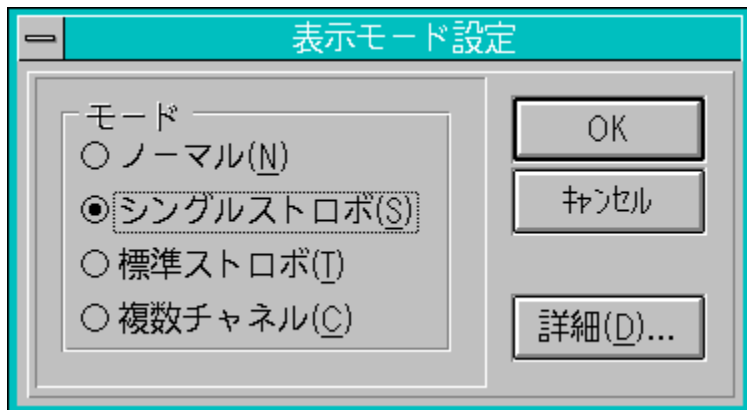 表示モード設定
モード
ノーマル(N)
シングルストロボ(S)
標準ストロボ(T)
複数チャネル(C)
OK
ｷｬﾝｾﾙ
詳細(D)...